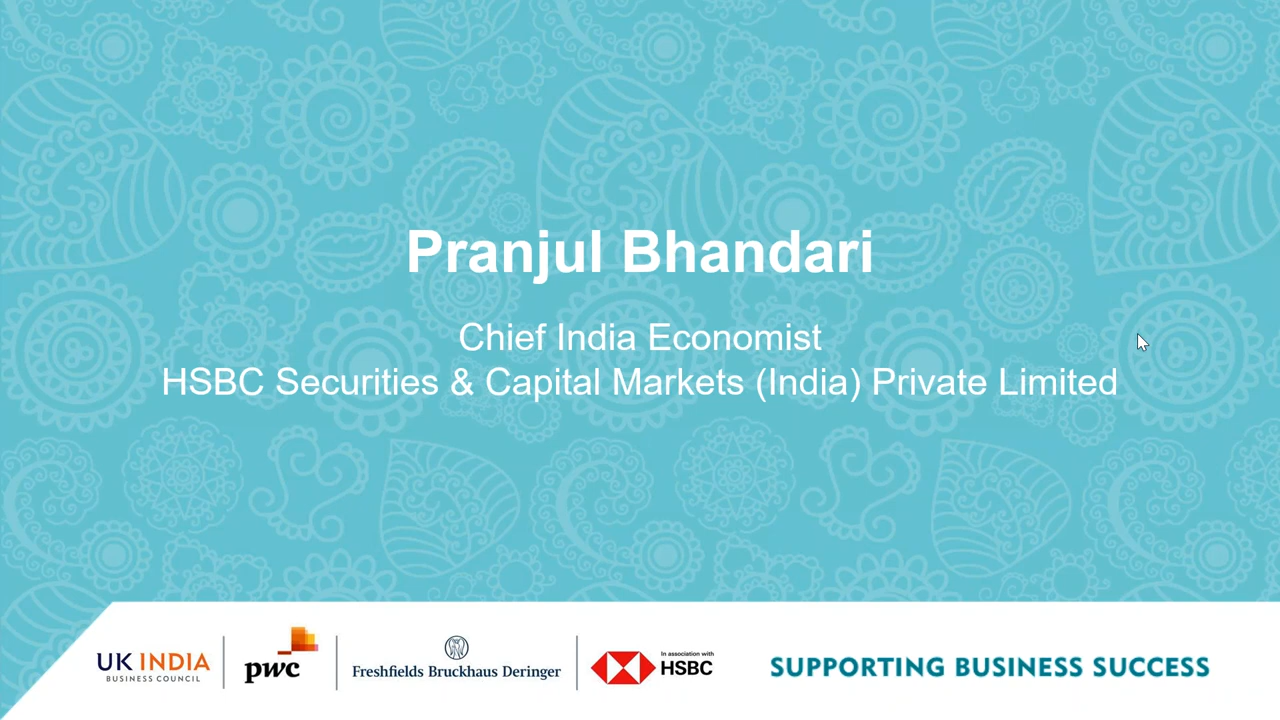 Pranjul Bhandari
Chief India Economist
HSBC Securities & Capital Markets (India) Private Limited
UK INDIA
BUSINESS COUNCIL
pwc
Freshfields Bruckhaus Deringer
In association with
HSBC
SUPPORTING BUSINESS SUCCESS